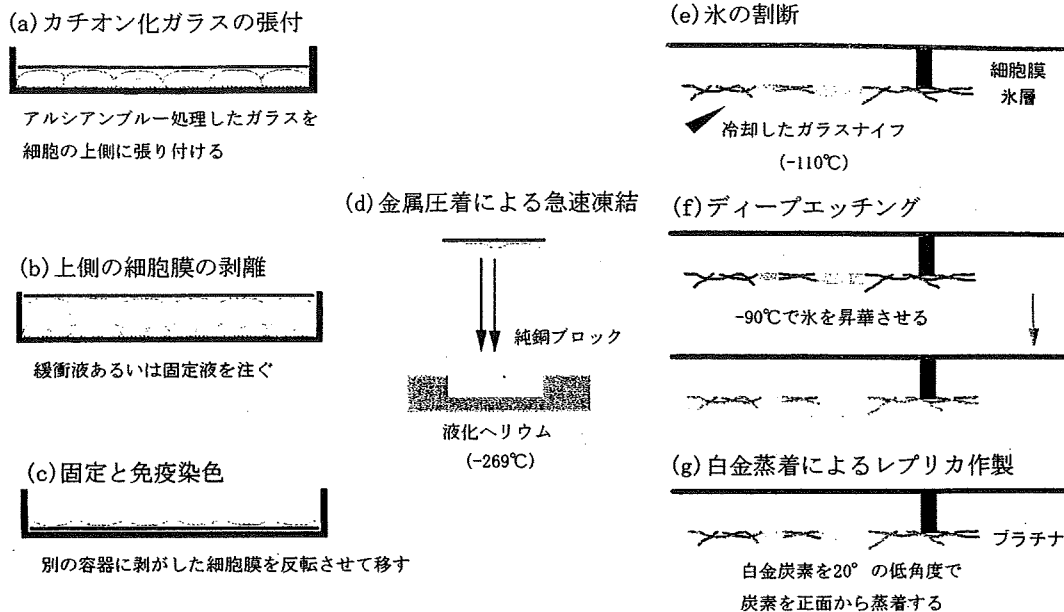 (a)カチオン化ガラスの張付
アルシアンブルー処理したガラスを
細胞の上側に張り付ける
(b)上側の細胞膜の剥離
緩衝液あるいは固定液を注ぐ
(c)固定と免疫染色
別の容器に剥がした細胞膜を反転させて移す
(d)金属圧着による急速凍結
純銅ブロック
液化ヘリウム
(-269℃)
(e)氷の割断
細胞膜
氷層
冷却したガラスナイフ
(-110℃)
(f)ディープエッチング
-90℃で氷を昇華させる
(g)白金蒸着によるレプリカ作製
プラチナ
白金炭素を20°の低角度で
炭素を正面から蒸着する